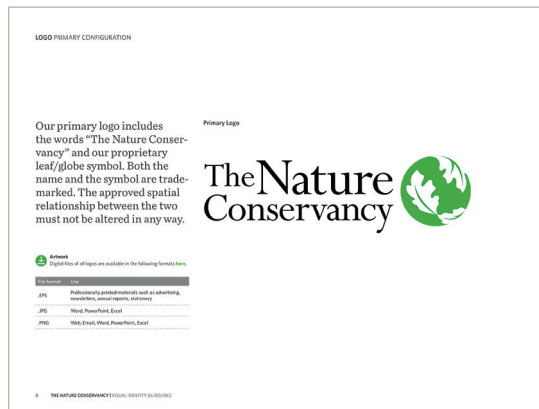 LOGO PRIMARY CONFIGURATION
Our primary logo includes
the words “The Nature Conser-
vancy” and our proprietary
leaf/globe symbol. Both the
name and the symbol are trade-
marked. The approved spatial
relationship between the two
must not be altered in any way.
Primary Logo
The Nature
Conservancy
Artwork
Digital files of all logos are available in the following formats here.
File format Use
.EPS Professionally printed materials such as advertising,
newsletters, annual reports, stationery
.JPG Word, PowerPoint, Excel
.PNG Web, Email, Word, PowerPoint, Excel
8 THE NATURE CONSERVANCY | VISUAL IDENTITY GUIDELINES